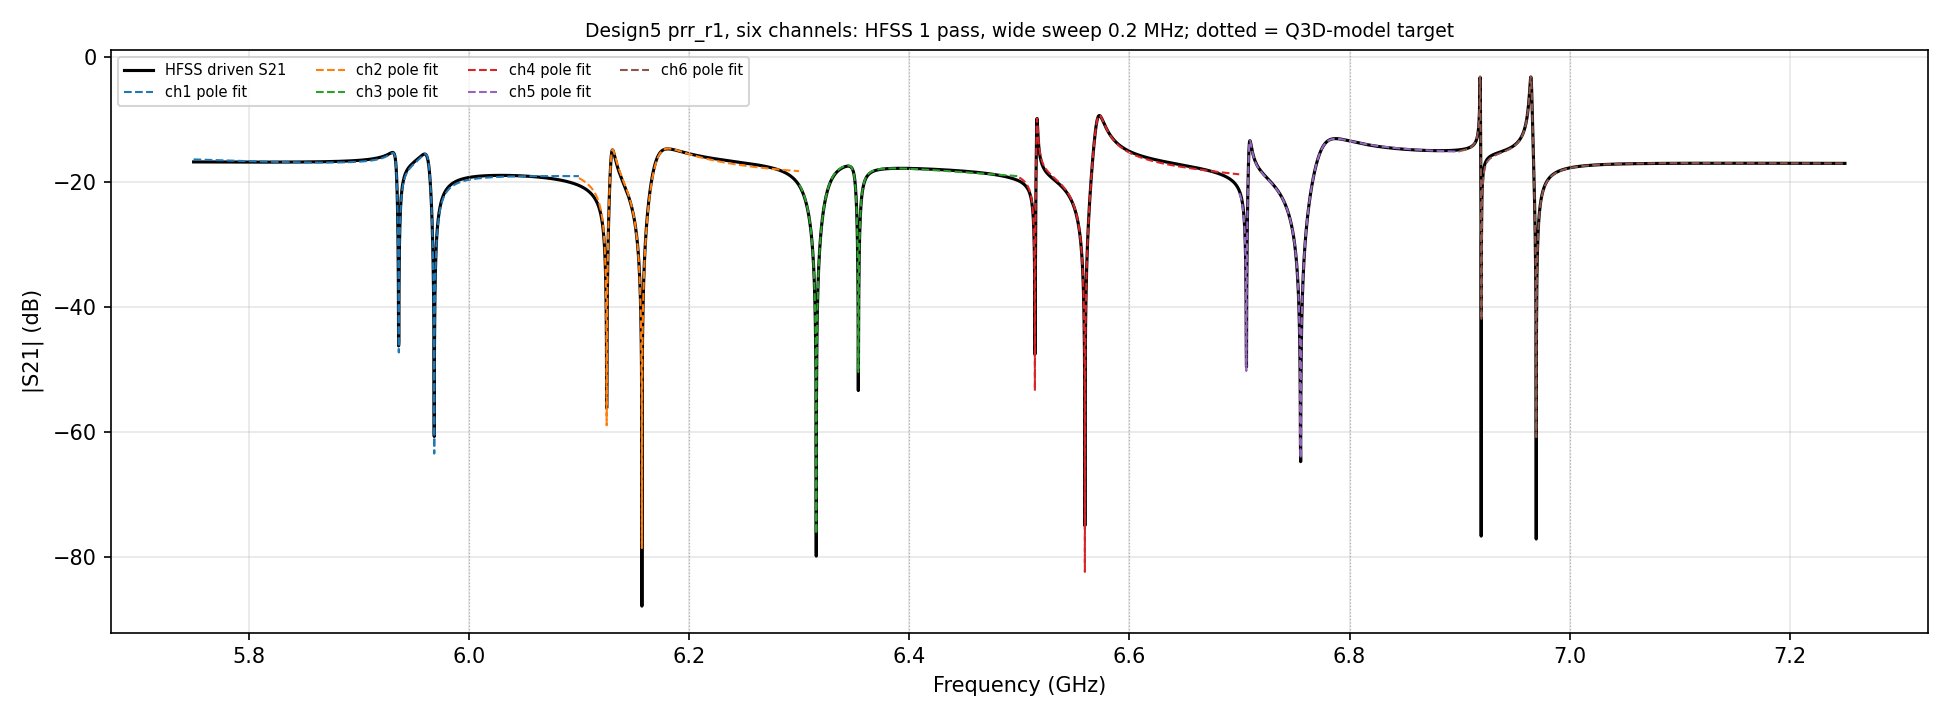 Design5 prr_r1, six channels: HFSS 1 pass, wide sweep 0.2 MHz; dotted = Q3D-model target
HFSS driven S21
ch1 pole fit
ch2 pole fit
ch3 pole fit
ch4 pole fit
ch5 pole fit
ch6 pole fit
|S21| (dB)
0
−20
−40
−60
−80
5.8
6.0
6.2
6.4
6.6
6.8
7.0
7.2
Frequency (GHz)